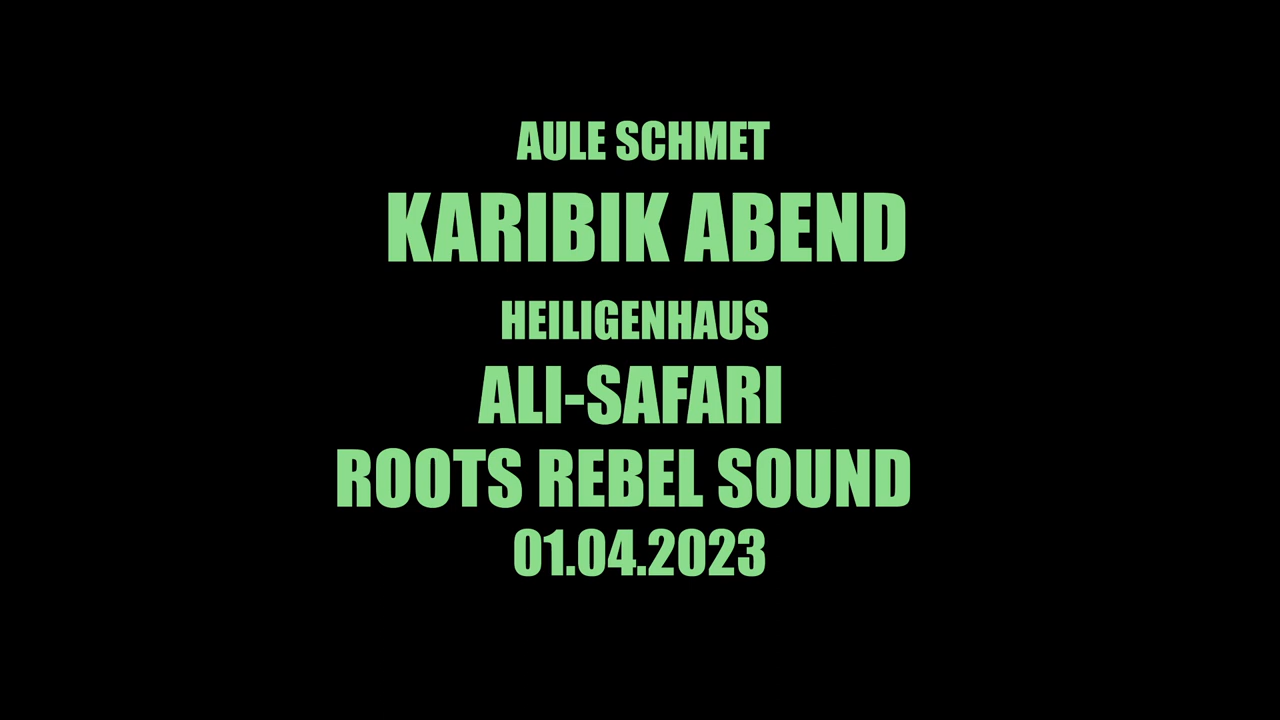 AULE SCHMET
KARIBIK ABEND
HEILIGENHAUS
ALI-SAFARI
ROOTS REBEL SOUND
01.04.2023